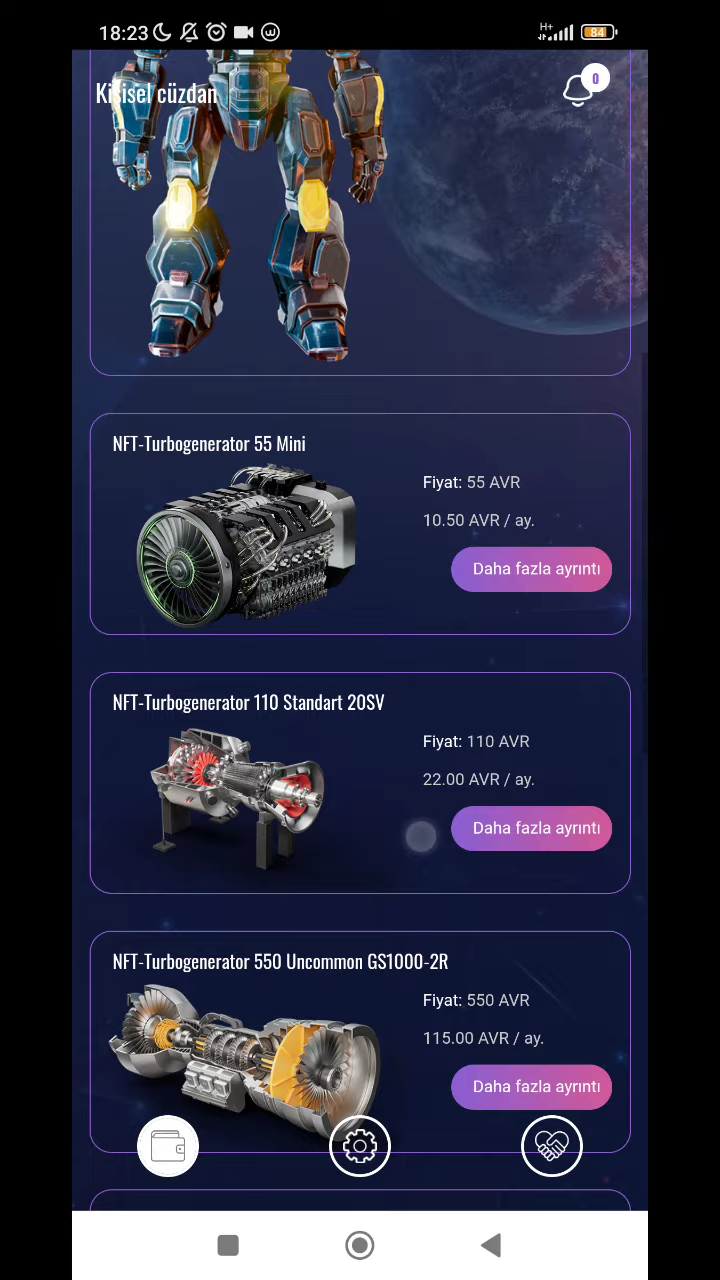 18:23
H+
84
Kişisel cüzdan
0
NFT-Turbogenerator 55 Mini
Fiyat: 55 AVR
10.50 AVR / ay.
Daha fazla ayrıntı
NFT-Turbogenerator 110 Standart 20SV
Fiyat: 110 AVR
22.00 AVR / ay.
Daha fazla ayrıntı
NFT-Turbogenerator 550 Uncommon GS1000-2R
Fiyat: 550 AVR
115.00 AVR / ay.
Daha fazla ayrıntı